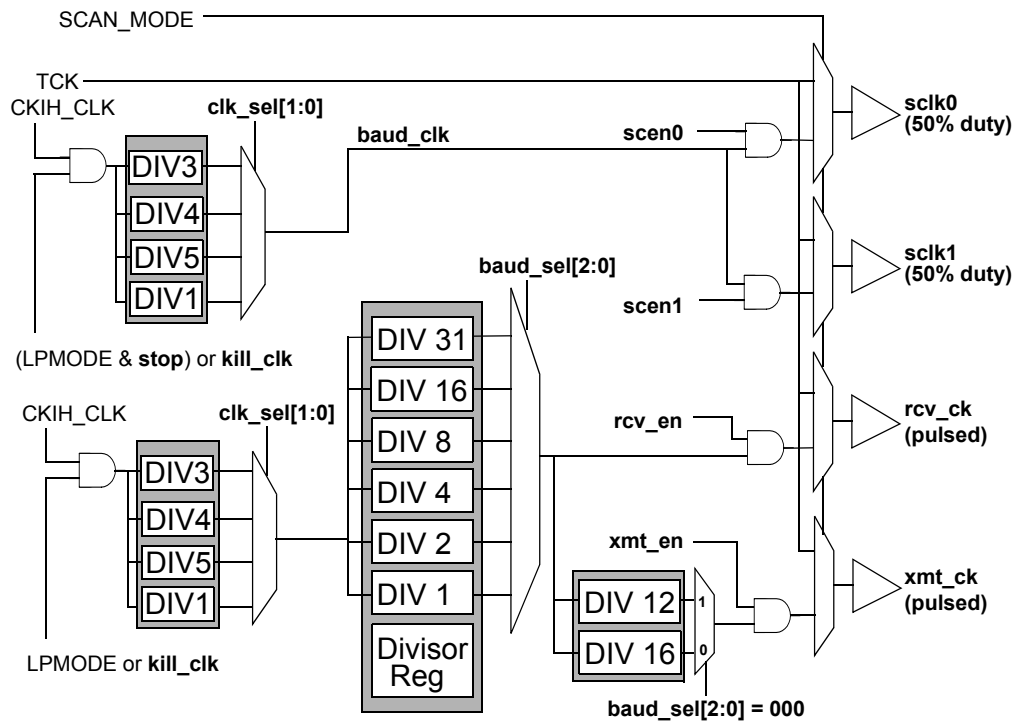 SCAN_MODE
TCK
CKIH_CLK
clk_sel[1:0]
DIV3
DIV4
DIV5
DIV1
(LPMODE & stop) or kill_clk
baud_clk
scen0
scen1
sclk0
(50% duty)
sclk1
(50% duty)
CKIH_CLK
clk_sel[1:0]
DIV3
DIV4
DIV5
DIV1
LPMODE or kill_clk
baud_sel[2:0]
DIV 31
DIV 16
DIV 8
DIV 4
DIV 2
DIV 1
Divisor
Reg
rcv_en
rcv_ck
(pulsed)
xmt_en
DIV 12
1
DIV 16
0
baud_sel[2:0] = 000
xmt_ck
(pulsed)